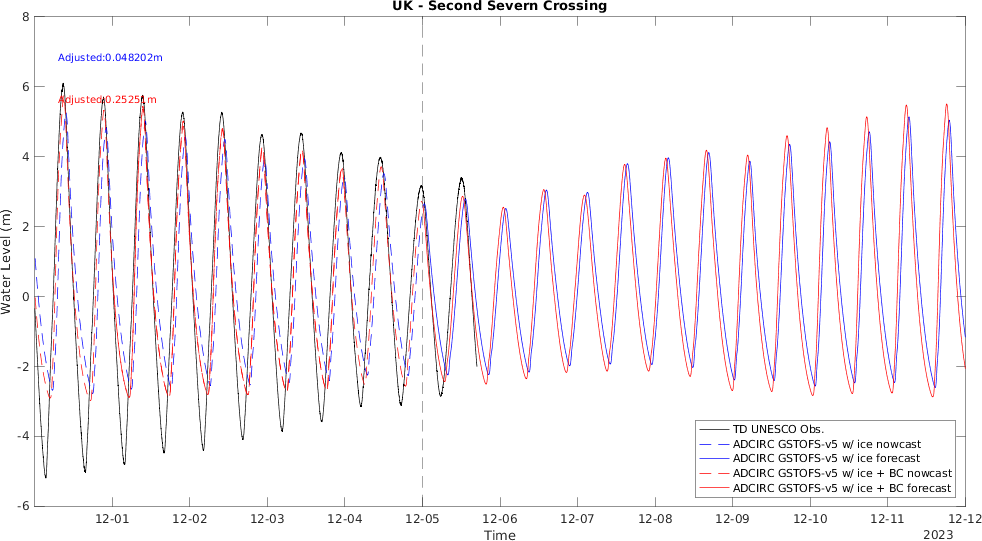 UK - Second Severn Crossing
8
Adjusted:0.048202m
6
Adjusted:0.25251m
4
2
0
-2
-4
-6
Water Level (m)
TD UNESCO Obs.
ADCIRC GSTOFS-v5 w/ ice nowcast
ADCIRC GSTOFS-v5 w/ ice forecast
ADCIRC GSTOFS-v5 w/ ice + BC nowcast
ADCIRC GSTOFS-v5 w/ ice + BC forecast
12-01 12-02 12-03 12-04 12-05 12-06 12-07 12-08 12-09 12-10 12-11 12-12
Time
2023